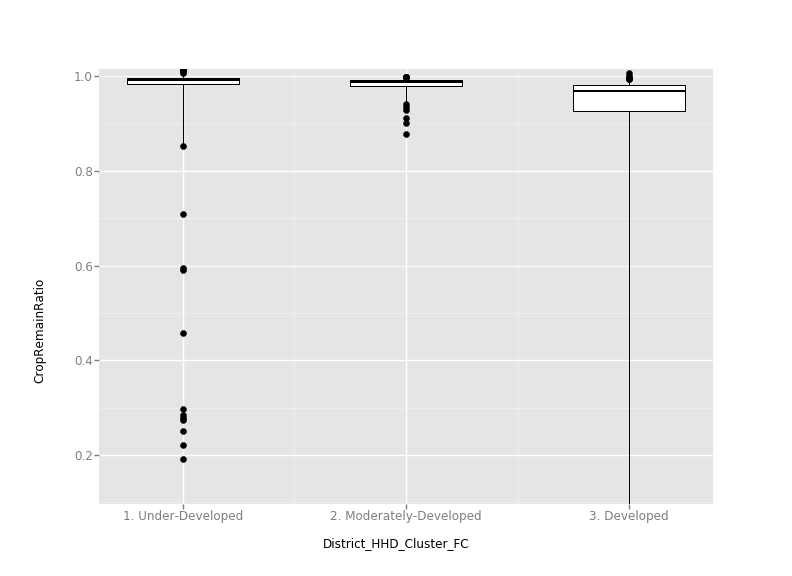 1.0
0.8
0.6
0.4
0.2
CropRemainRatio
1. Under-Developed
2. Moderately-Developed
3. Developed
District_HHD_Cluster_FC